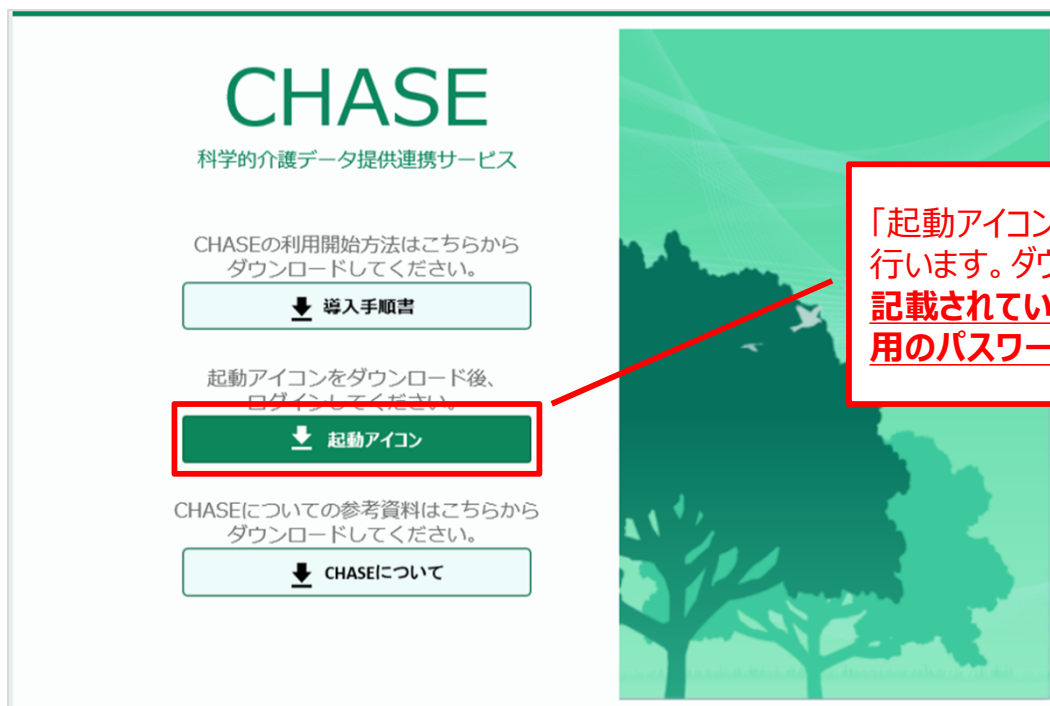 CHASE
科学的介護データ提供連携サービス
CHASEの利用開始方法はこちらから
ダウンロードしてください。
導入手順書
起動アイコンをダウンロード後、
ログインしてください。
起動アイコン
CHASEについての参考資料はこちらから
ダウンロードしてください。
CHASEについて
「起動アイコン
行います。ダウ
記載されてい
用のパスワー